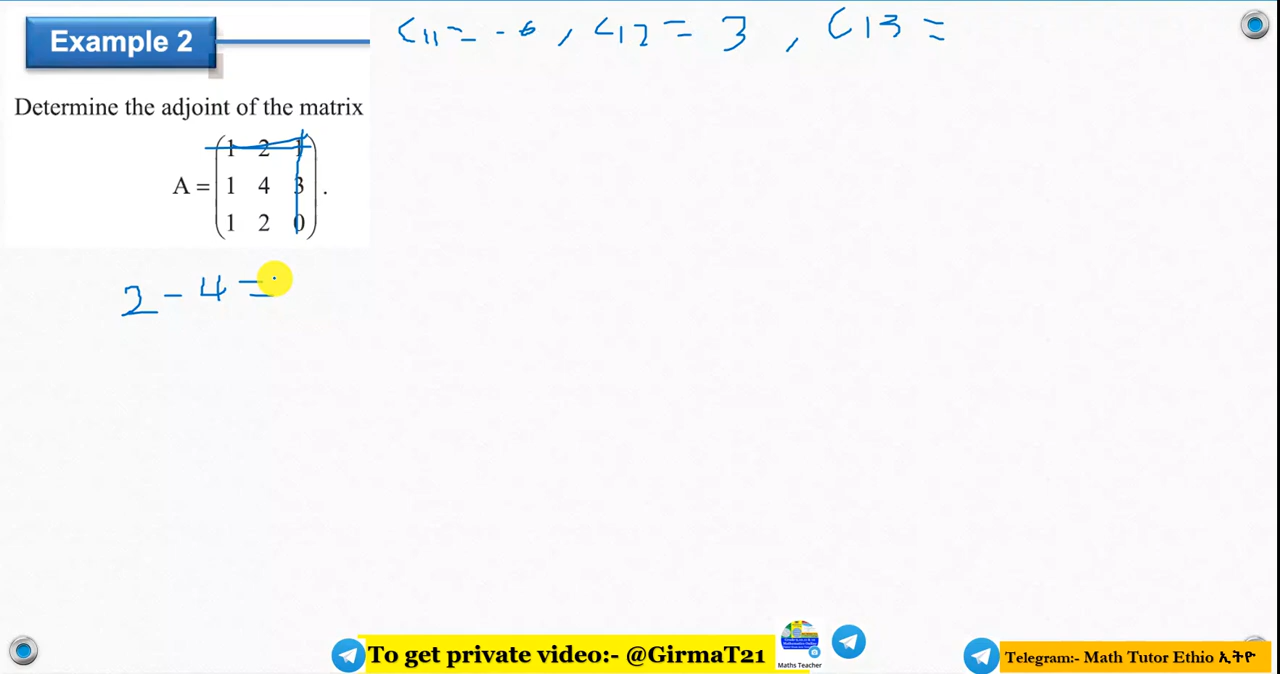 Example 2
C11 = -6 , C12 = 3 , C13 =
Determine the adjoint of the matrix
1 2 1
A = 1 4 3 .
1 2 0
2 - 4 =
To get private video:- @GirmaT21
Maths Teacher
Telegram:- Math Tutor Ethio ኢትዮ